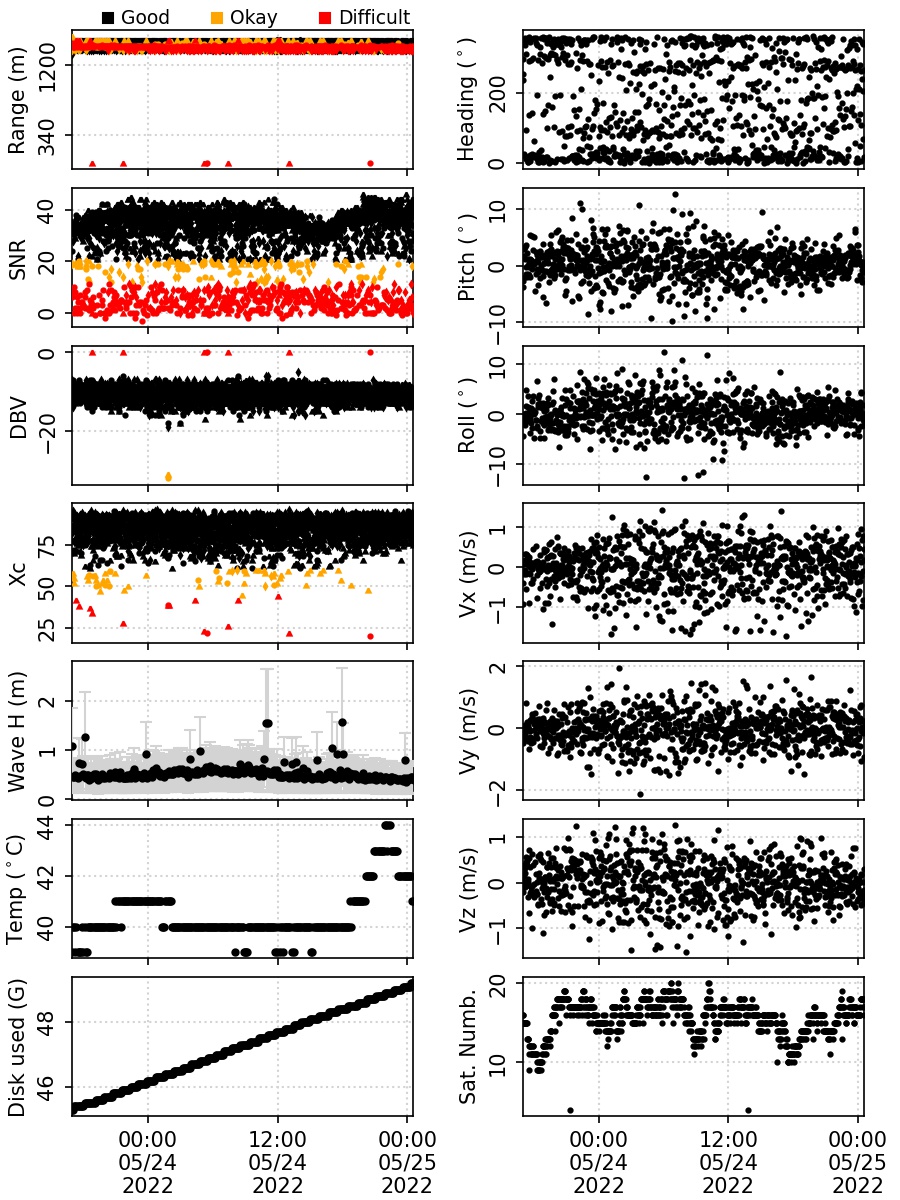 Good Okay Difficult
Range (m)
1200
340
Heading (°)
200
0
SNR
40
20
0
Pitch (°)
10
0
−10
DBV
0
−20
Roll (°)
10
0
−10
Xc
75
50
25
Vx (m/s)
1
0
−1
Wave H (m)
2
1
0
Vy (m/s)
2
0
−2
Temp (°C)
44
42
40
Vz (m/s)
1
0
−1
Disk used (G)
48
46
Sat. Numb.
20
10
00:00 12:00 00:00 00:00 12:00 00:00
05/24 05/24 05/25 05/24 05/24 05/25
2022 2022 2022 2022 2022 2022